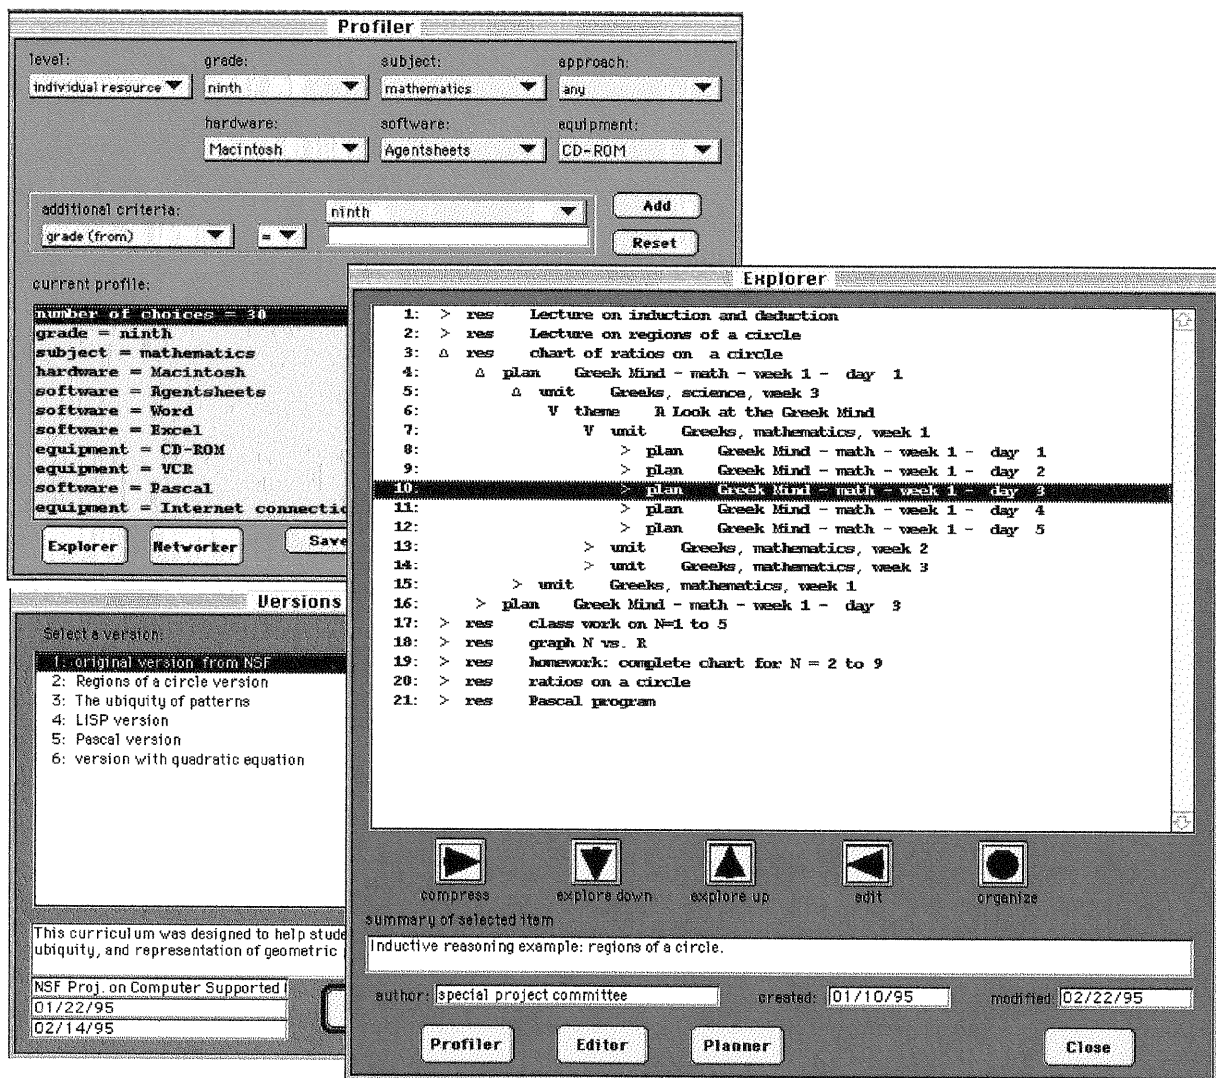 Profiler
level: grade: subject: approach:
individual resource ninth mathematics any
hardware: software: equipment:
Macintosh Agentsheets CD-ROM
additional criteria: ninth Add
grade (from) = Reset
current profile:
number of choices = 30
grade = ninth
subject = mathematics
hardware = Macintosh
software = Agentsheets
software = Word
software = Excel
equipment = CD-ROM
equipment = VCR
software = Pascal
equipment = Internet connectio
Explorer Networker Save
Versions
Select a version:
1: original version from NSF
2: Regions of a circle version
3: The ubiquity of patterns
4: LISP version
5: Pascal version
6: version with quadratic equation
This curriculum was designed to help stude
ubiquity, and representation of geometric
NSF Proj. on Computer Supported
01/22/95
02/14/95
Explorer
1: > res Lecture on induction and deduction
2: > res Lecture on regions of a circle
3: Δ res chart of ratios on a circle
4: Δ plan Greek Mind - math - week 1 - day 1
5: Δ unit Greeks, science, week 3
6: V theme A Look at the Greek Mind
7: V unit Greeks, mathematics, week 1
8: > plan Greek Mind - math - week 1 - day 1
9: > plan Greek Mind - math - week 1 - day 2
10: > plan Greek Mind - math - week 1 - day 3
11: > plan Greek Mind - math - week 1 - day 4
12: > plan Greek Mind - math - week 1 - day 5
13: > unit Greeks, mathematics, week 2
14: > unit Greeks, mathematics, week 3
15: > unit Greeks, mathematics, week 1
16: > plan Greek Mind - math - week 1 - day 3
17: > res class work on N=1 to 5
18: > res graph N vs. R
19: > res homework: complete chart for N = 2 to 9
20: > res ratios on a circle
21: > res Pascal program
compress explore down explore up edit organize
summary of selected item
Inductive reasoning example: regions of a circle.
author: special project committee created: 01/10/95 modified: 02/22/95
Profiler Editor Planner Close